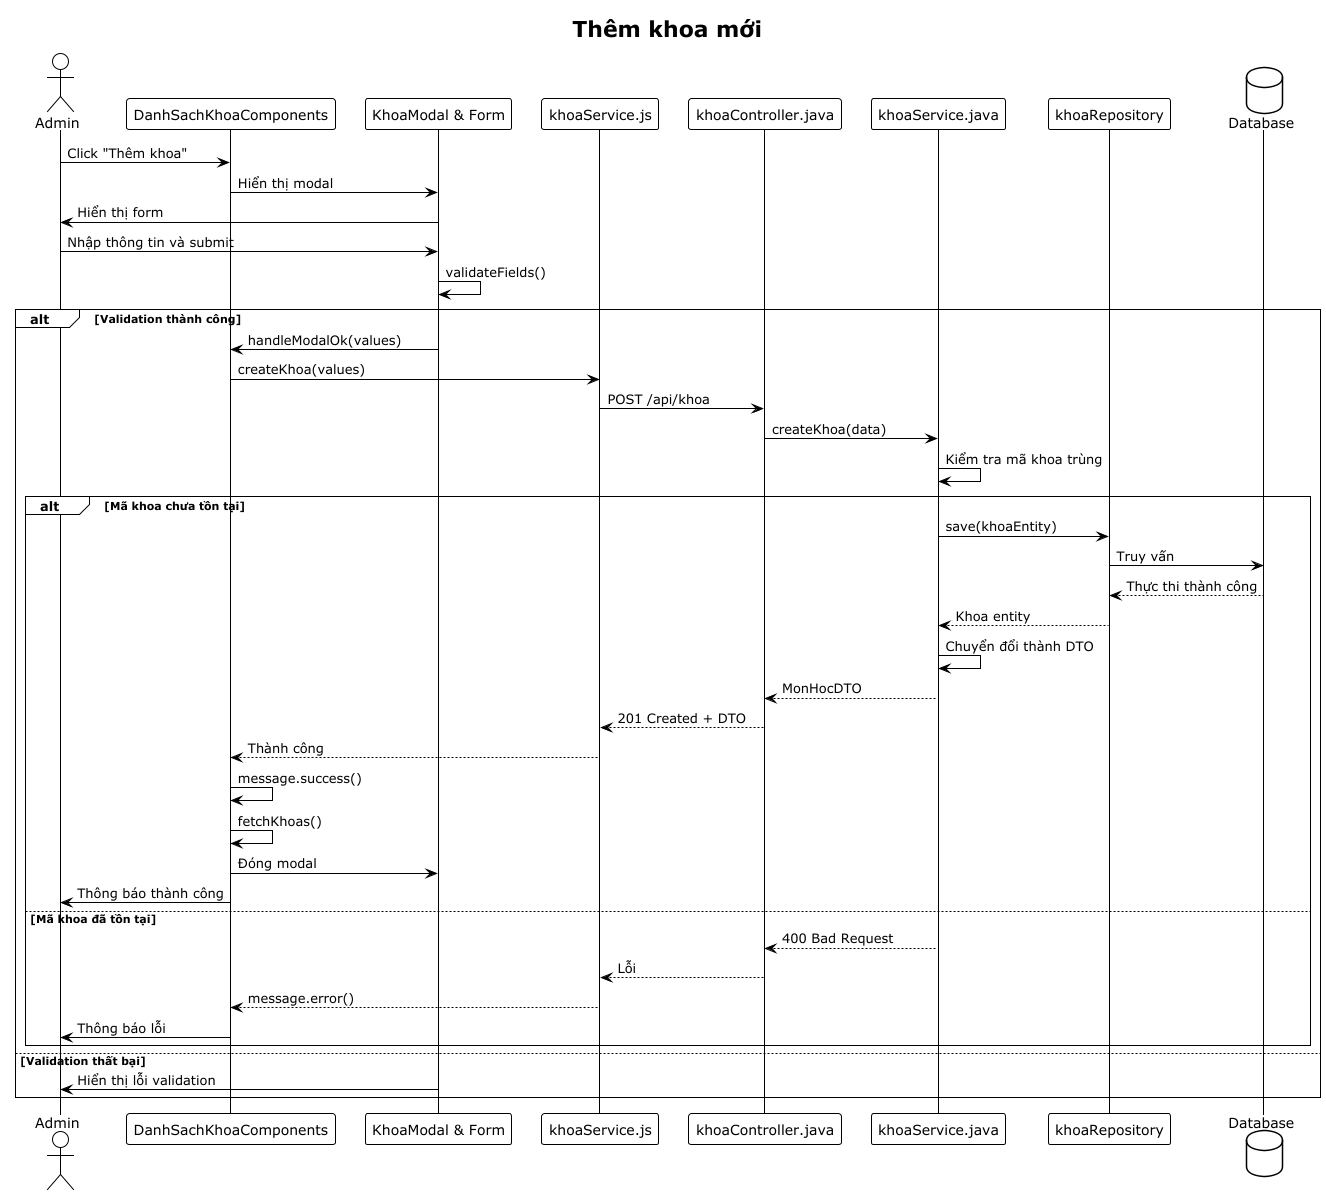 Thêm khoa mới
Admin
DanhSachKhoaComponents
KhoaModal & Form
khoaService.js
khoaController.java
khoaService.java
khoaRepository
Database
Click "Thêm khoa"
Hiển thị modal
Hiển thị form
Nhập thông tin và submit
validateFields()
alt
[Validation thành công]
handleModalOk(values)
createKhoa(values)
POST /api/khoa
createKhoa(data)
Kiểm tra mã khoa trùng
alt
[Mã khoa chưa tồn tại]
save(khoaEntity)
Truy vấn
Thực thi thành công
Khoa entity
Chuyển đổi thành DTO
MonHocDTO
201 Created + DTO
Thành công
message.success()
fetchKhoas()
Đóng modal
Thông báo thành công
[Mã khoa đã tồn tại]
400 Bad Request
Lỗi
message.error()
Thông báo lỗi
[Validation thất bại]
Hiển thị lỗi validation
Admin
DanhSachKhoaComponents
KhoaModal & Form
khoaService.js
khoaController.java
khoaService.java
khoaRepository
Database